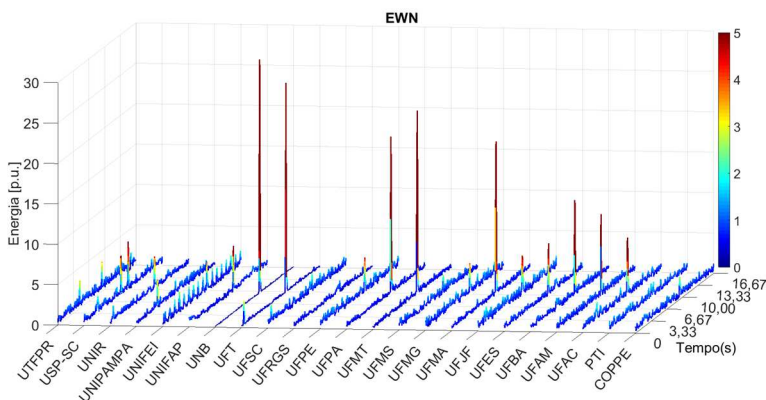 EWN
5
4
3
2
1
0
30
25
20
15
10
5
0
Energia [p.u.]
UTFPR
USP-SC
UNIR
UNIPAMPA
UNIFEI
UNIFAP
UNB
UFT
UFSC
UFRGS
UFPE
UFPA
UFMT
UFMS
UFMG
UFMA
UFJF
UFES
UFBA
UFAM
UFAC
PTI
COPPE
0
3,33
6,67
10,00
13,33
16,67
Tempo(s)